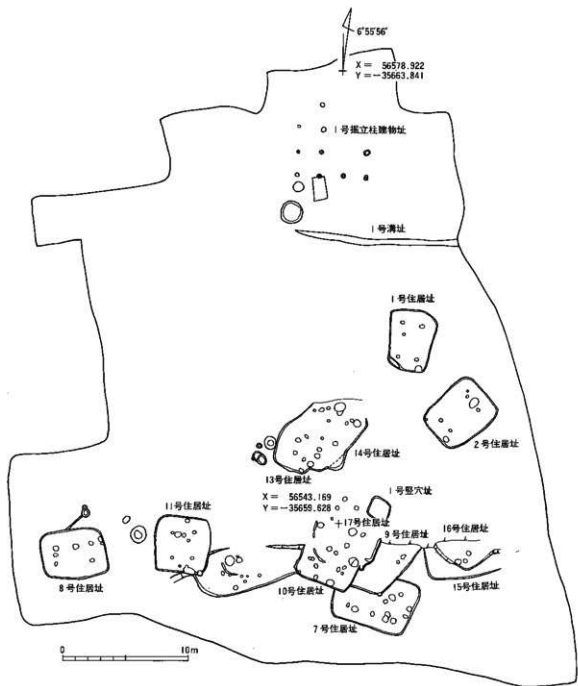 6°55′56″
X = 56578.922
Y = −35663.841
1号掘立柱建物址
1号溝址
1号住居址
2号住居址
14号住居址
13号住居址
X = 56543.169
Y = −35659.628
1号竪穴址
11号住居址
17号住居址
9号住居址
16号住居址
8号住居址
10号住居址
15号住居址
7号住居址
0 10m